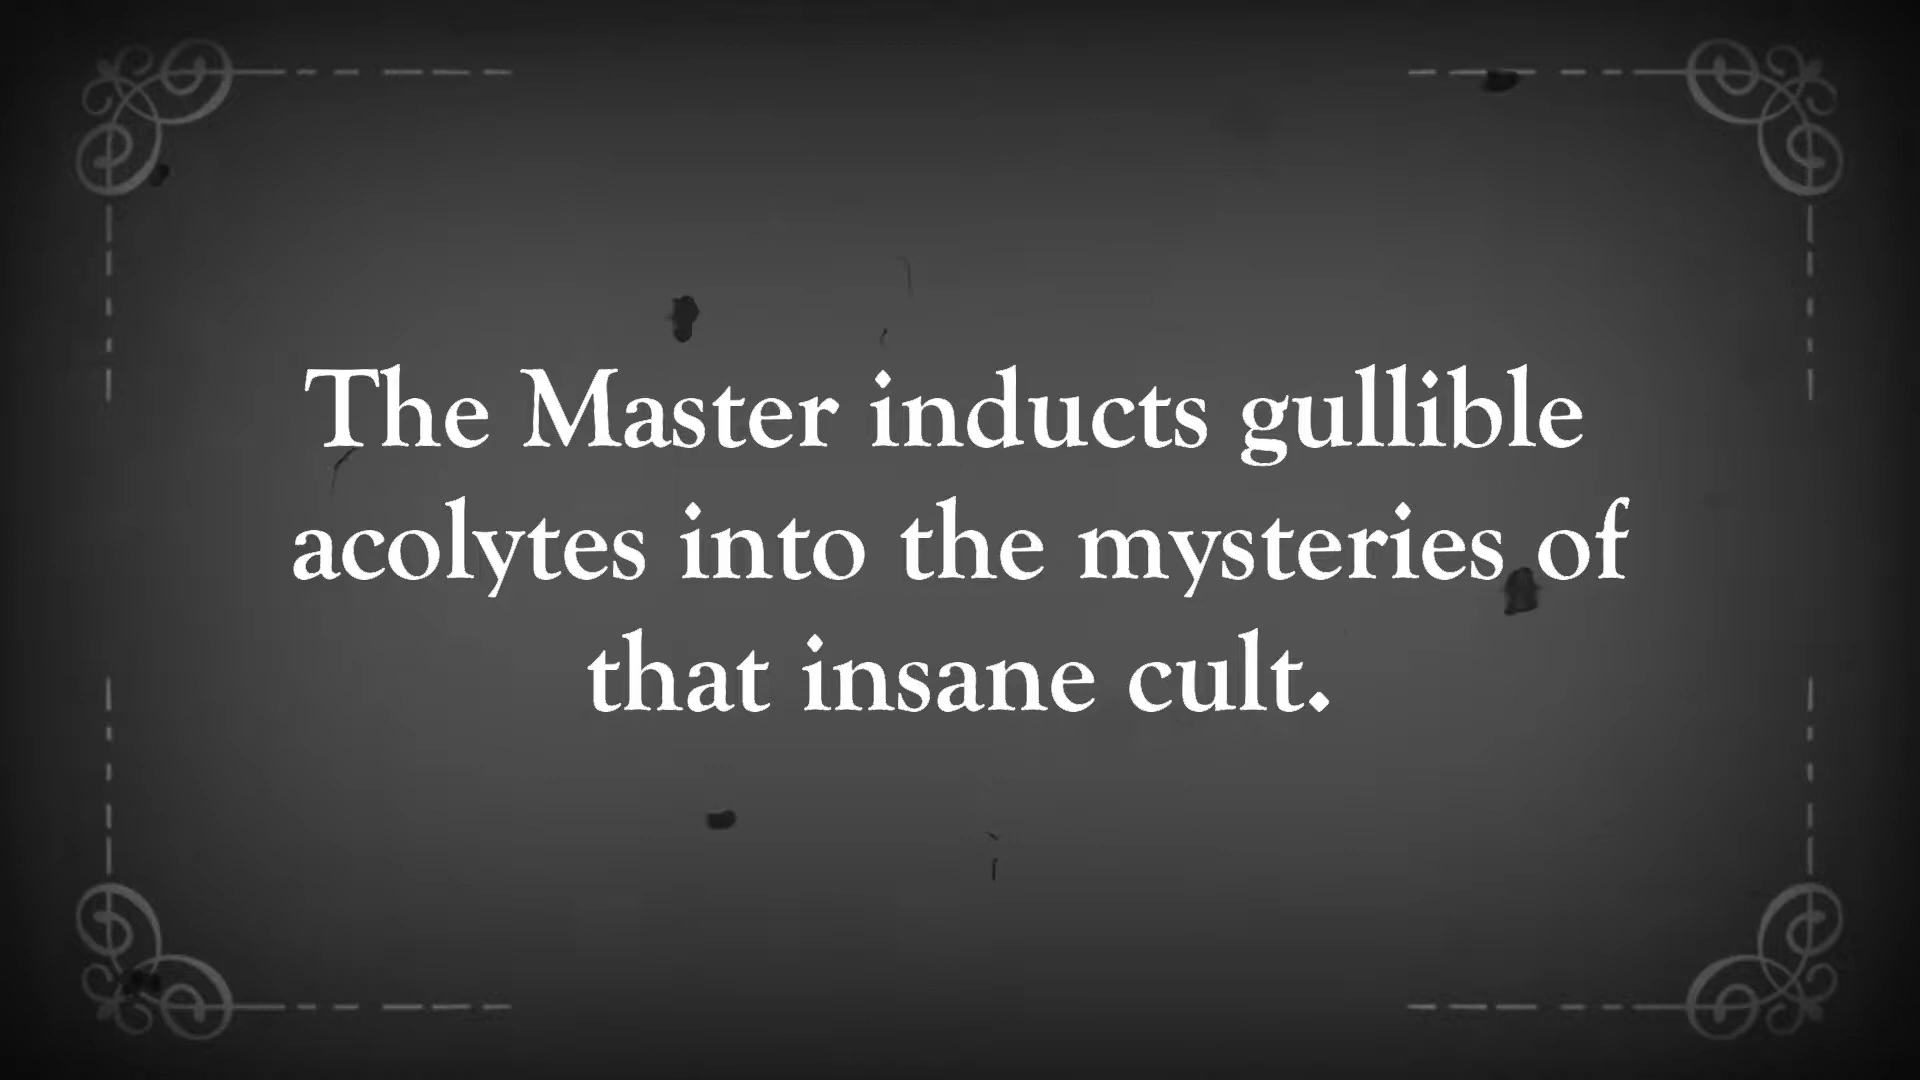 The Master inducts gullible
acolytes into the mysteries of
that insane cult.